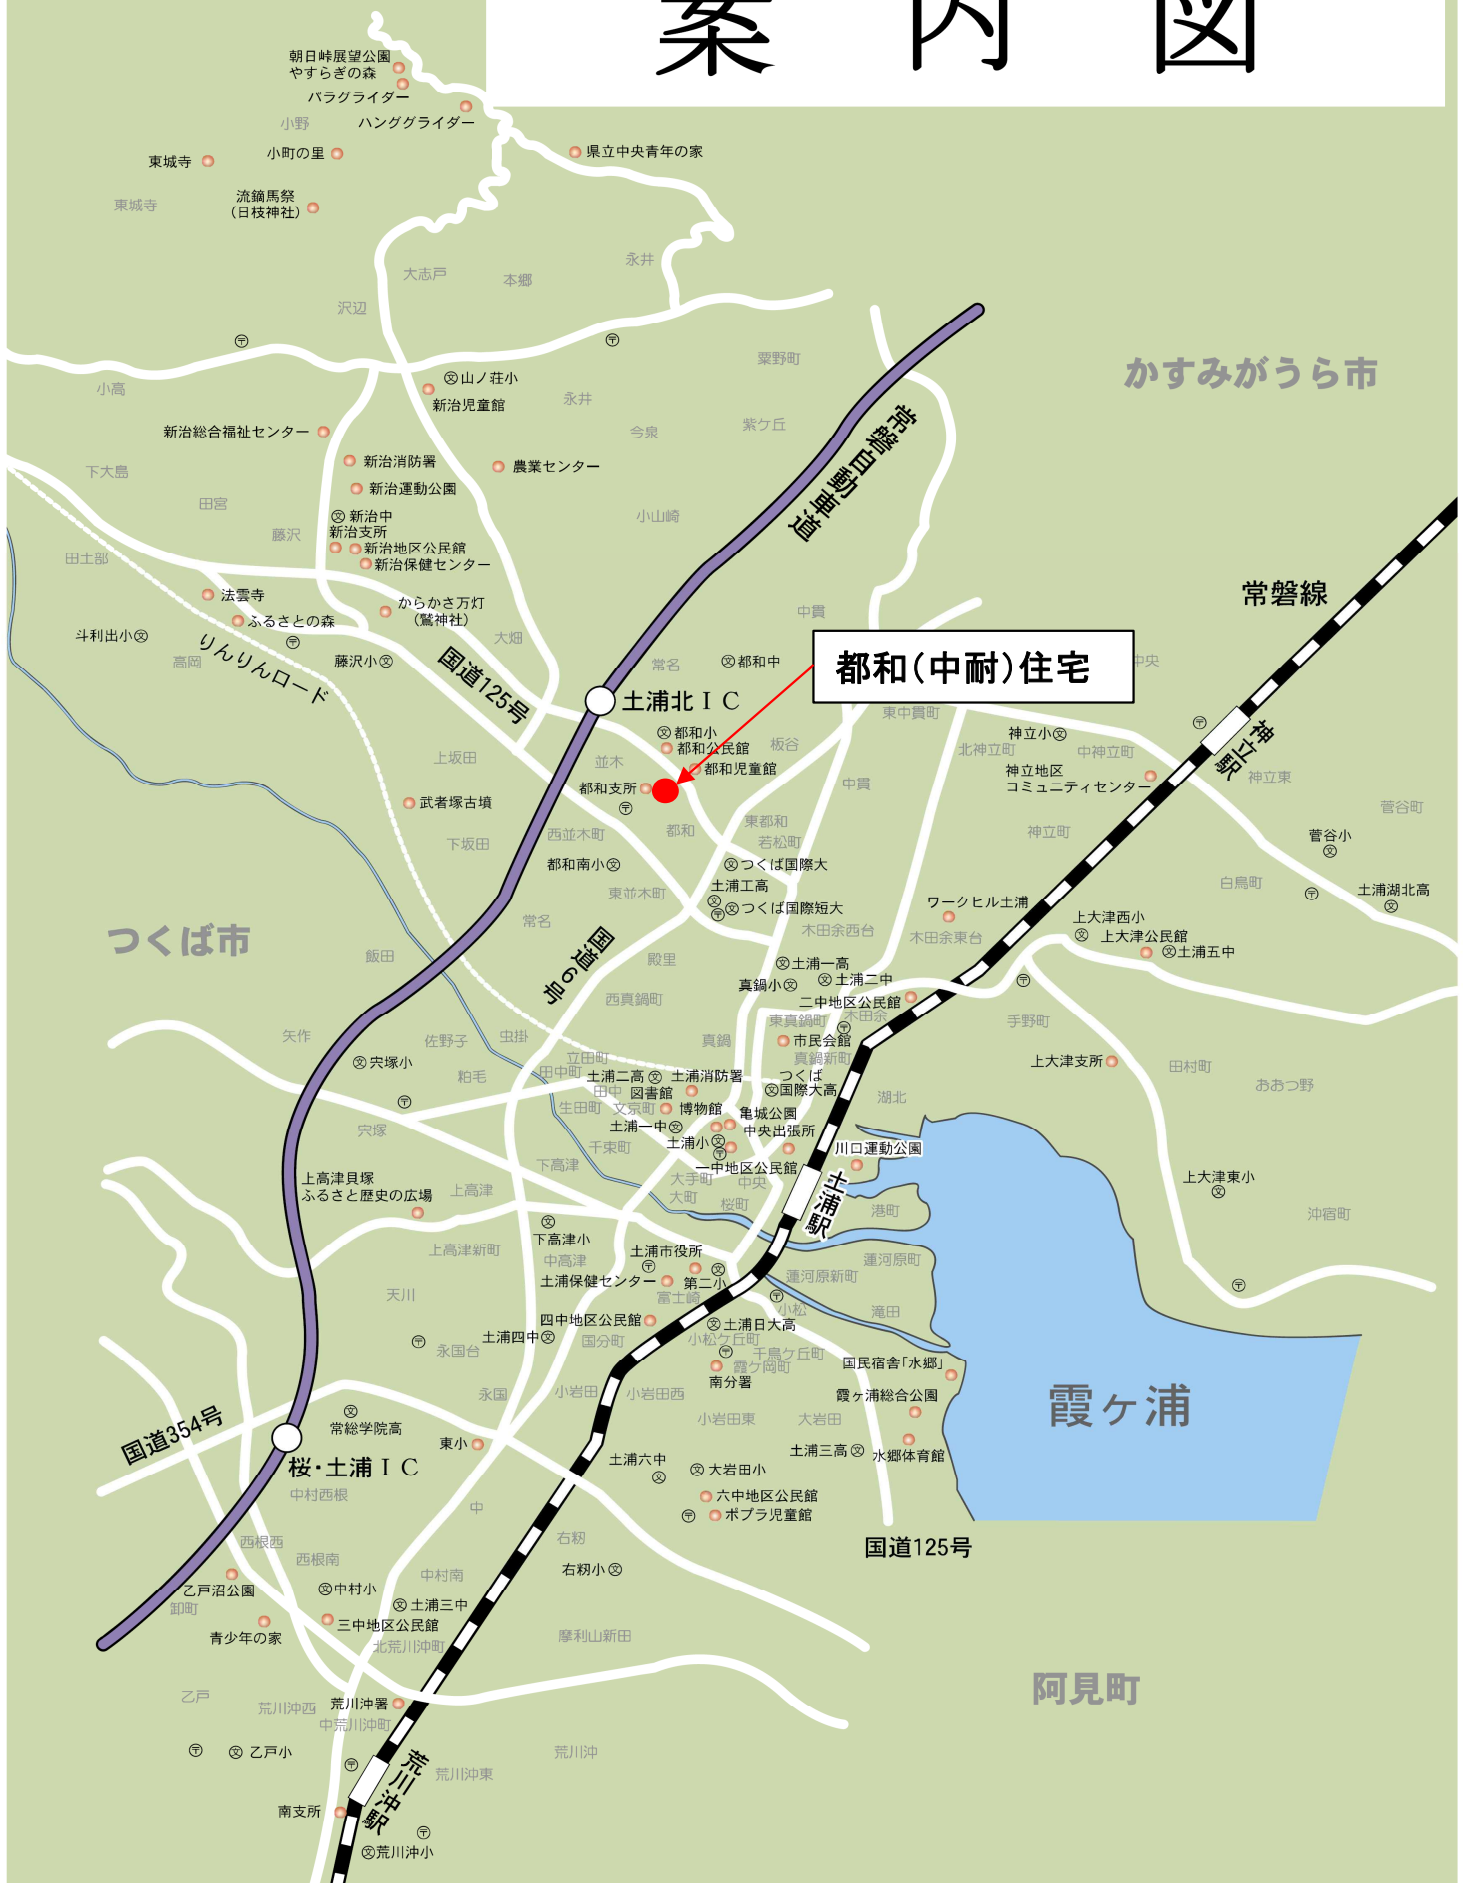 案内図
朝日峠展望公園
やすらぎの森
パラグライダー
ハンググライダー
小野
小町の里
東城寺
東城寺
流鏑馬祭
（日枝神社）
県立中央青年の家
大志戸
本郷
永井
沢辺
粟野町
かすみがうら市
小高
山ノ荘小
新治児童館
永井
今泉
紫ケ丘
新治総合福祉センター
常磐自動車道
新治消防署
農業センター
下大島
新治運動公園
田宮
新治中
小山崎
藤沢
新治支所
新治地区公民館
田土部
新治保健センター
常磐線
法雲寺
からかさ万灯
（鷲神社）
中貫
ふるさとの森
斗利出小
りんりんロード
大畑
高岡
藤沢小
国道125号
常名
都和中
都和(中耐)住宅
中央
土浦北ＩＣ
東中貫町
都和小
都和公民館
板谷
神立小
神立駅
北神立町
中神立町
上坂田
並木
都和児童館
神立地区
コミュニティセンター
神立東
都和支所
中貫
武者塚古墳
菅谷町
西並木町
都和
東都和
若松町
神立町
菅谷小
下坂田
都和南小
つくば国際大
土浦工高
白鳥町
土浦湖北高
東並木町
つくば国際短大
ワークヒル土浦
上大津西小
常名
木田余西台
木田余東台
上大津公民館
土浦五中
つくば市
国道6号
飯田
殿里
土浦一高
真鍋小
土浦二中
西真鍋町
二中地区公民館
東真鍋町
木田余
手野町
矢作
佐野子
虫掛
真鍋
市民会館
穴塚小
立田町
真鍋新町
上大津支所
田村町
粕毛
田中町
土浦二高
土浦消防署
つくば
国際大高
おおつ野
田中
図書館
湖北
生田町
文京町
博物館
亀城公園
穴塚
土浦一中
中央出張所
千束町
土浦小
川口運動公園
下高津
一中地区公民館
上高津貝塚
ふるさと歴史の広場
上高津
大手町
中央
土浦駅
上大津東小
大町
桜町
港町
沖宿町
下高津小
上高津新町
中高津
土浦市役所
蓮河原町
土浦保健センター
第二小
蓮河原新町
天川
富士崎
小松
滝田
四中地区公民館
土浦日大高
土浦四中
国分町
小松ケ丘町
永国台
千鳥ケ丘町
霞ケ岡町
国民宿舎「水郷」
南分署
永国
小岩田
小岩田西
霞ヶ浦総合公園
霞ヶ浦
国道354号
常総学院高
小岩田東
大岩田
東小
土浦三高
水郷体育館
桜・土浦ＩＣ
土浦六中
大岩田小
中村西根
六中地区公民館
中
ポプラ児童館
西根西
右籾
国道125号
西根南
右籾小
中村南
乙戸沼公園
中村小
卸町
土浦三中
三中地区公民館
青少年の家
北荒川沖町
摩利山新田
阿見町
乙戸
荒川沖西
荒川沖署
中荒川沖町
乙戸小
荒川沖駅
荒川沖
荒川沖東
南支所
荒川沖小